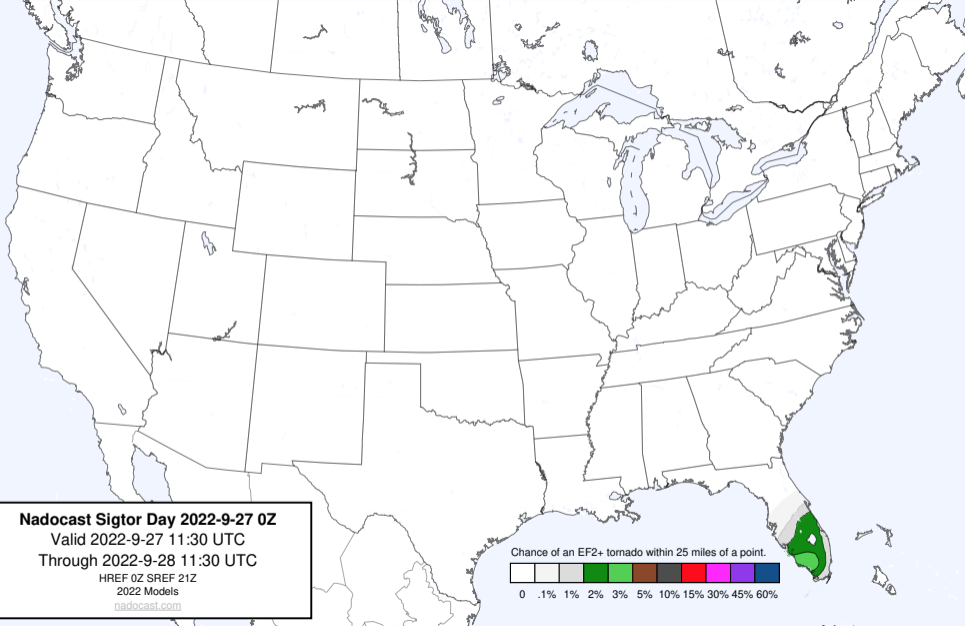 Nadocast Sigtor Day 2022-9-27 0Z
Valid 2022-9-27 11:30 UTC
Through 2022-9-28 11:30 UTC
HREF 0Z SREF 21Z
2022 Models
nadocast.com
Chance of an EF2+ tornado within 25 miles of a point.
0 .1% 1% 2% 3% 5% 10% 15% 30% 45% 60%